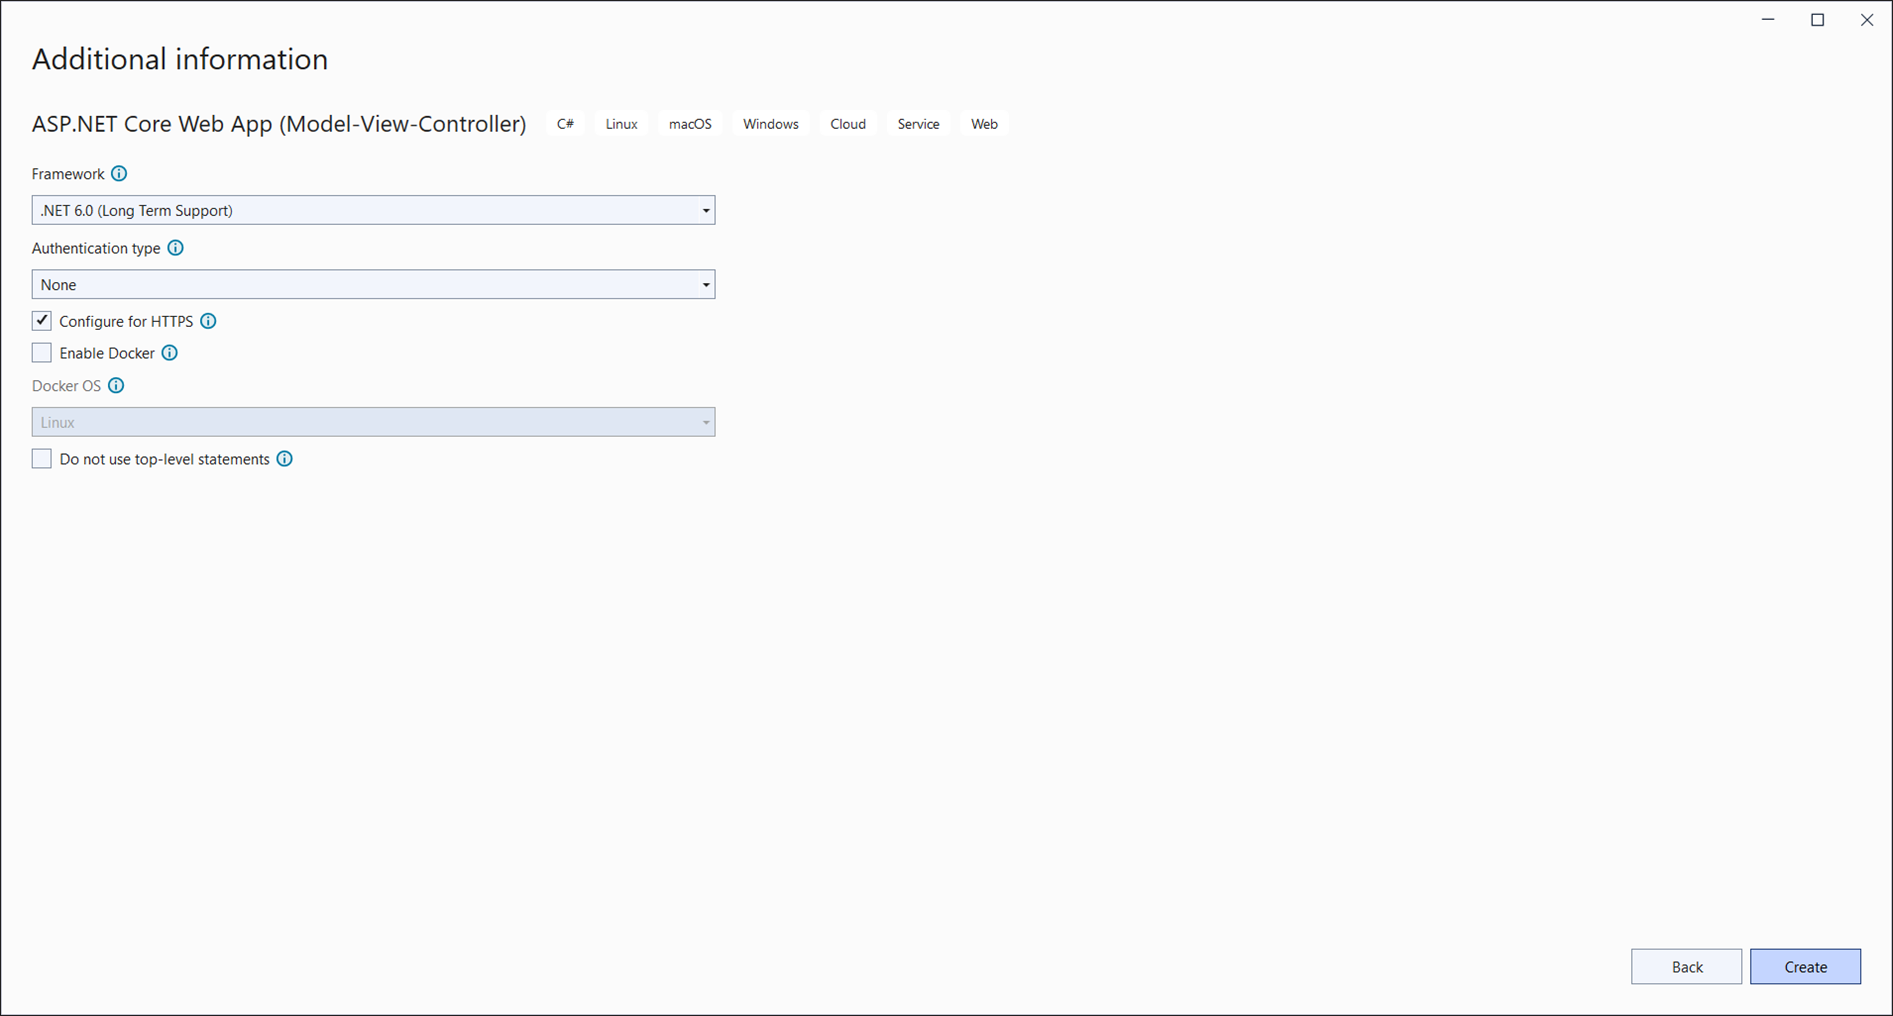 Additional information
ASP.NET Core Web App (Model-View-Controller) C# Linux macOS Windows Cloud Service Web
Framework
.NET 6.0 (Long Term Support)
Authentication type
None
Configure for HTTPS
Enable Docker
Docker OS
Linux
Do not use top-level statements
Back Create